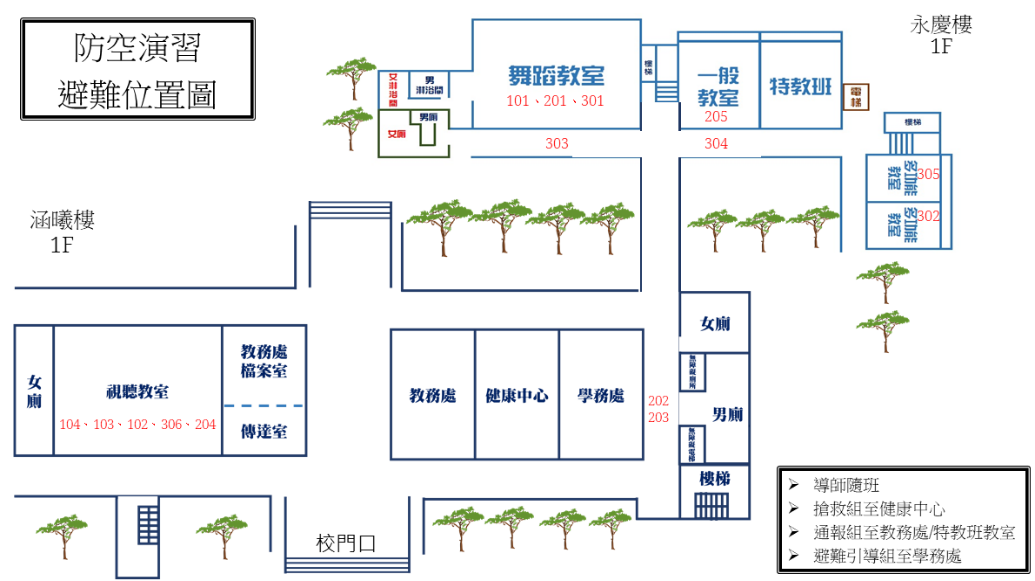 防空演習
避難位置圖
永慶樓
1F
女淋浴間
男
淋浴間
男廁
女廁
舞蹈教室
101、201、301
樓梯
一般
教室
205
特教班
電梯
303
304
樓梯
多功能
教室
305
多功能
教室
302
涵曦樓
1F
女廁
視聽教室
104、103、102、306、204
教務處
檔案室
傳達室
教務處
健康中心
學務處
202
203
女廁
無障礙廁所
男廁
無障礙電梯
樓梯
校門口
➢ 導師隨班
➢ 搶救組至健康中心
➢ 通報組至教務處/特教班教室
➢ 避難引導組至學務處